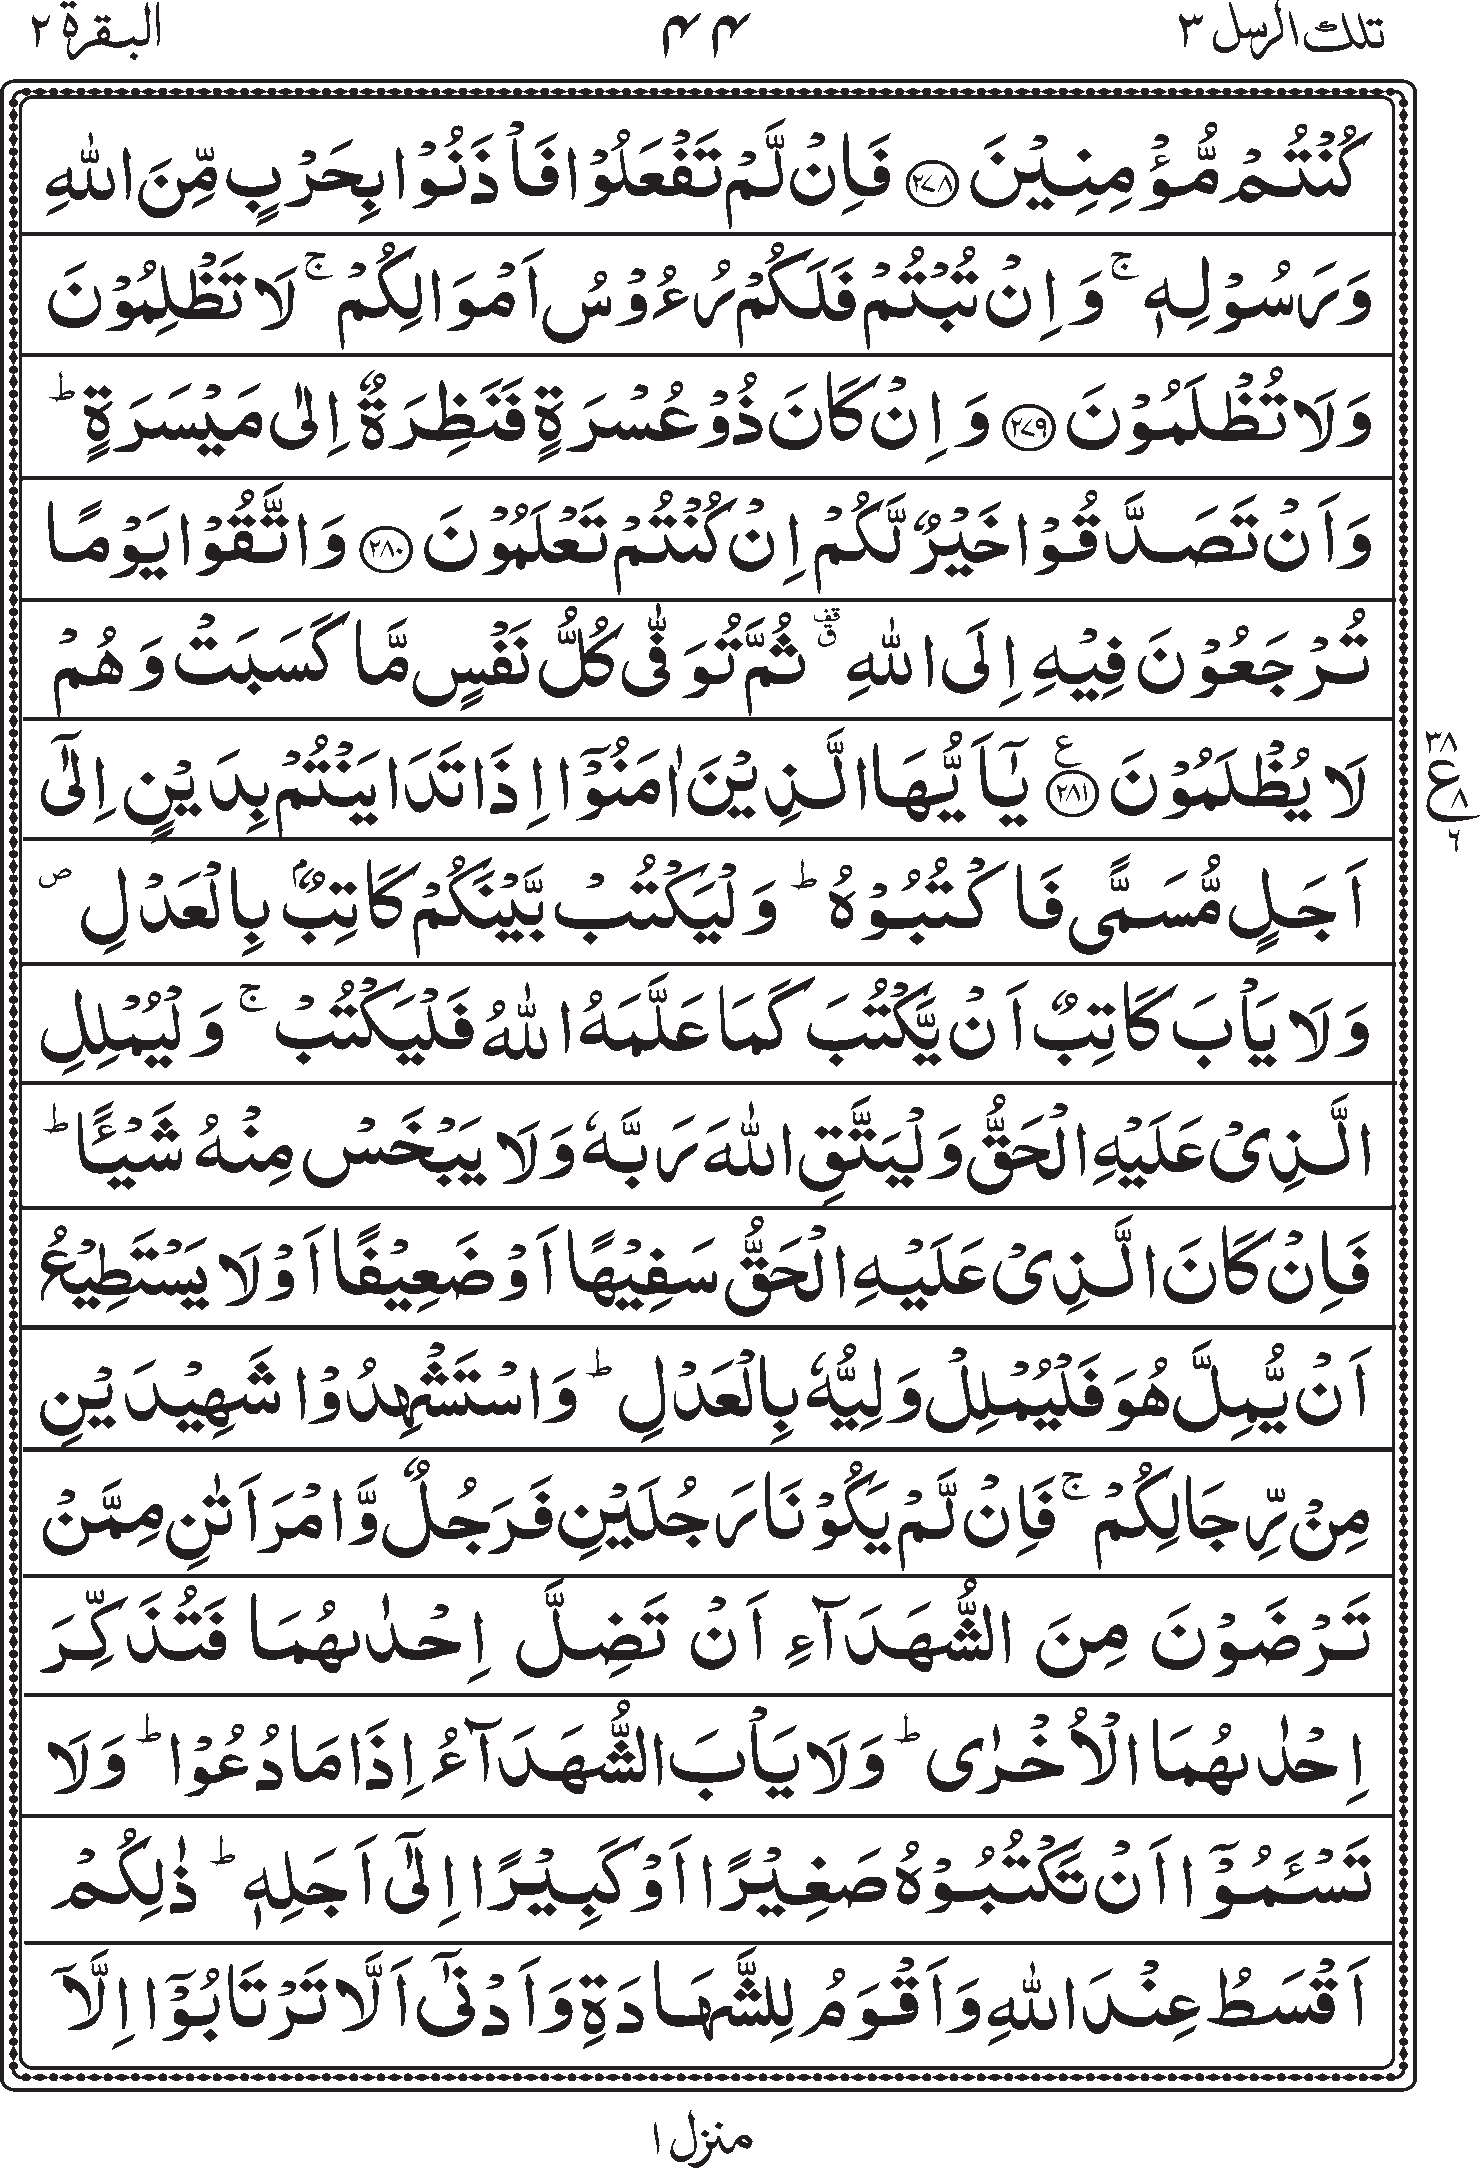 تلك الرسل ٣
۴۴
البقرة ٢
كُنْتُمْ مُّؤْمِنِيْنَ ۝٢٧٨ فَاِنْ لَّمْ تَفْعَلُوْا فَاْذَنُوْا بِحَرْبٍ مِّنَ اللّٰهِ
وَرَسُوْلِهٖ ۚ وَاِنْ تُبْتُمْ فَلَكُمْ رُءُوْسُ اَمْوَالِكُمْ ۚ لَا تَظْلِمُوْنَ
وَلَا تُظْلَمُوْنَ ۝٢٧٩ وَاِنْ كَانَ ذُوْ عُسْرَةٍ فَنَظِرَةٌ اِلٰى مَيْسَرَةٍ ؕ
وَاَنْ تَصَدَّقُوْا خَيْرٌ لَّكُمْ اِنْ كُنْتُمْ تَعْلَمُوْنَ ۝٢٨٠ وَاتَّقُوْا يَوْمًا
تُرْجَعُوْنَ فِيْهِ اِلَى اللّٰهِ ࣞق ثُمَّ تُوَفّٰى كُلُّ نَفْسٍ مَّا كَسَبَتْ وَهُمْ
لَا يُظْلَمُوْنَ ۝٢٨١ ع يٰٓاَيُّهَا الَّذِيْنَ اٰمَنُوْٓا اِذَا تَدَايَنْتُمْ بِدَيْنٍ اِلٰٓى
٣٨
ع ٨
٦
اَجَلٍ مُّسَمًّى فَاكْتُبُوْهُ ؕ وَلْيَكْتُبْ بَّيْنَكُمْ كَاتِبٌۢ بِالْعَدْلِ ص
وَلَا يَاْبَ كَاتِبٌ اَنْ يَّكْتُبَ كَمَا عَلَّمَهُ اللّٰهُ فَلْيَكْتُبْ ۚ وَلْيُمْلِلِ
الَّذِيْ عَلَيْهِ الْحَقُّ وَلْيَتَّقِ اللّٰهَ رَبَّهٗ وَلَا يَبْخَسْ مِنْهُ شَيْـًٔا ؕ
فَاِنْ كَانَ الَّذِيْ عَلَيْهِ الْحَقُّ سَفِيْهًا اَوْ ضَعِيْفًا اَوْ لَا يَسْتَطِيْعُ
اَنْ يُّمِلَّ هُوَ فَلْيُمْلِلْ وَلِيُّهٗ بِالْعَدْلِ ؕ وَاسْتَشْهِدُوْا شَهِيْدَيْنِ
مِنْ رِّجَالِكُمْ ۚ فَاِنْ لَّمْ يَكُوْنَا رَجُلَيْنِ فَرَجُلٌ وَّامْرَاَتٰنِ مِمَّنْ
تَرْضَوْنَ مِنَ الشُّهَدَآءِ اَنْ تَضِلَّ اِحْدٰىهُمَا فَتُذَكِّرَ
اِحْدٰىهُمَا الْاُخْرٰى ؕ وَلَا يَاْبَ الشُّهَدَآءُ اِذَا مَا دُعُوْا ؕ وَلَا
تَسْـَٔمُوْٓا اَنْ تَكْتُبُوْهُ صَغِيْرًا اَوْ كَبِيْرًا اِلٰٓى اَجَلِهٖ ؕ ذٰلِكُمْ
اَقْسَطُ عِنْدَ اللّٰهِ وَاَقْوَمُ لِلشَّهَادَةِ وَاَدْنٰٓى اَلَّا تَرْتَابُوْٓا اِلَّآ
منزل ١